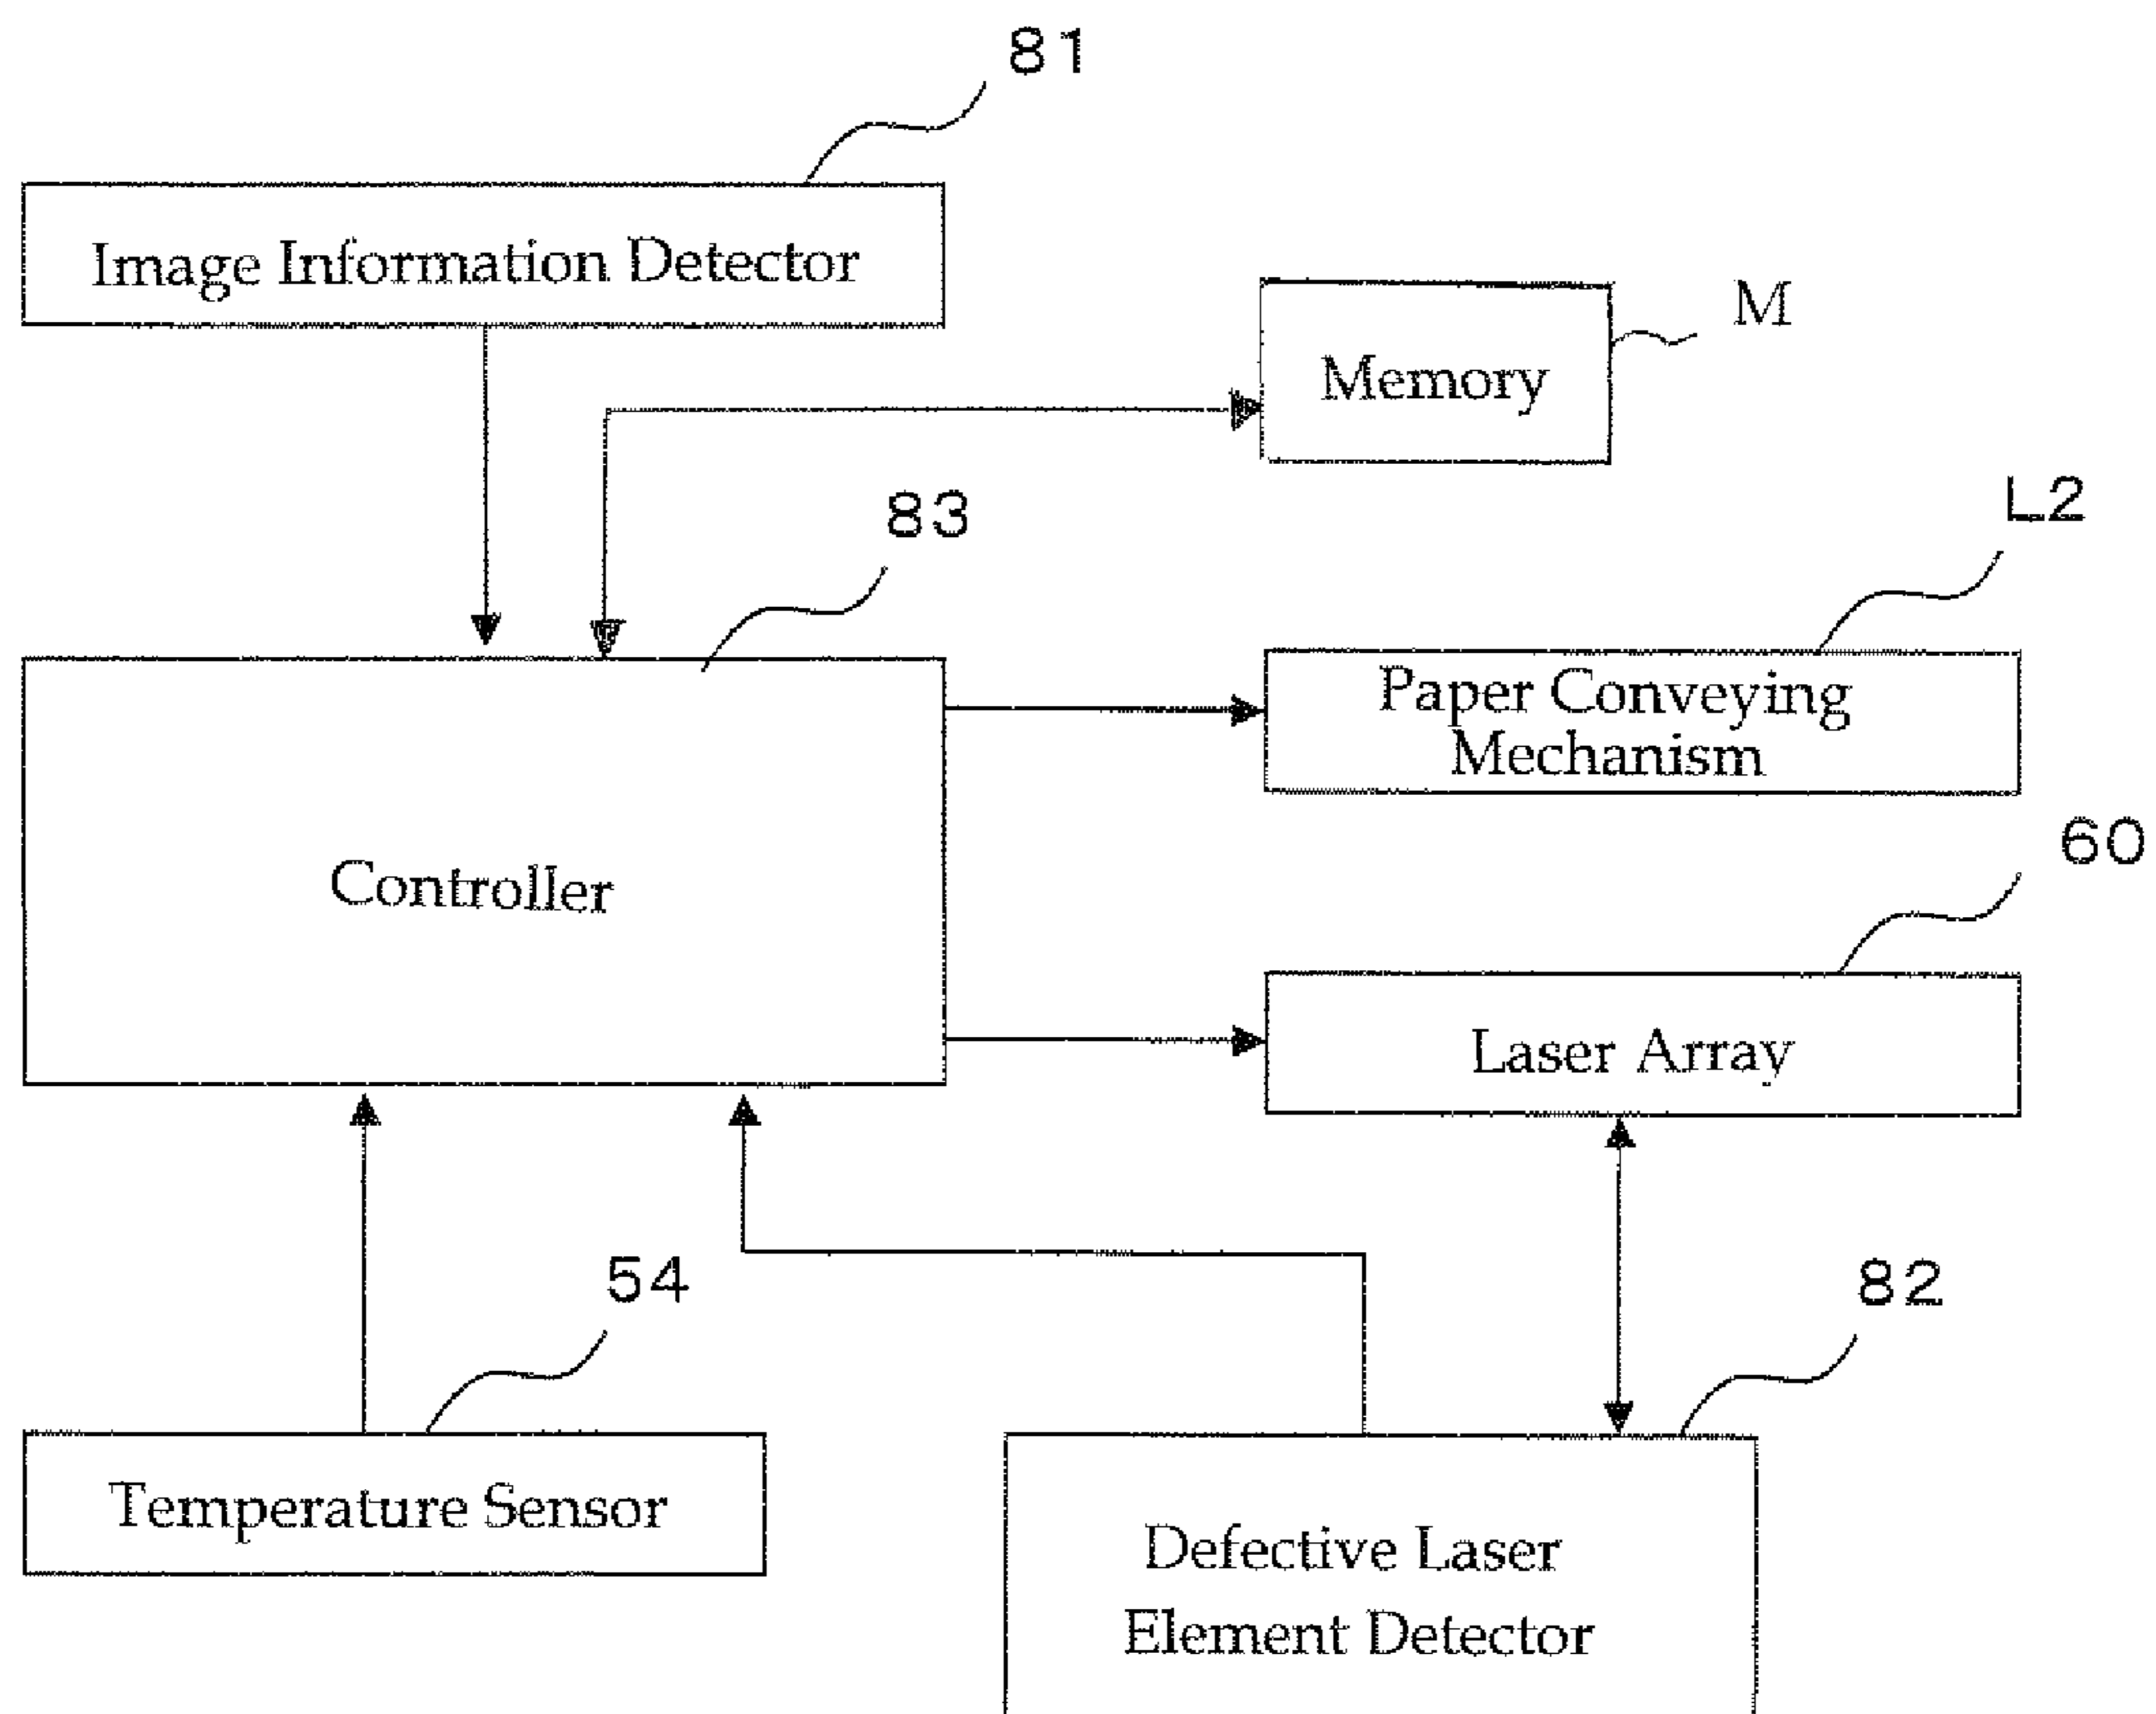 81
Image Information Detector
M
Memory
83
L2
Paper Conveying
Mechanism
Controller
60
Laser Array
54
82
Temperature Sensor
Defective Laser
Element Detector